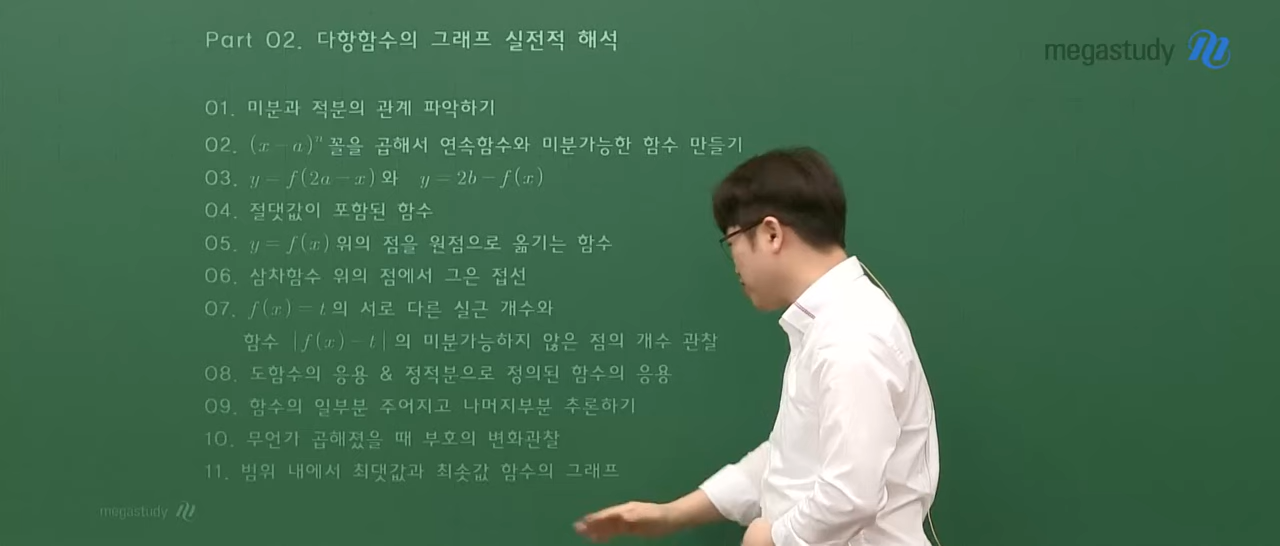 Part 02. 다항함수의 그래프 실전적 해석
megastudy
01. 미분과 적분의 관계 파악하기
02. (x-a)ⁿ꼴을 곱해서 연속함수와 미분가능한 함수 만들기
03. y=f(2a-x)와 y=2b-f(x)
04. 절댓값이 포함된 함수
05. y=f(x)위의 점을 원점으로 옮기는 함수
06. 삼차함수 위의 점에서 그은 접선
07. f(x)=t의 서로 다른 실근 개수와
함수 |f(x)-t|의 미분가능하지 않은 점의 개수 관찰
08. 도함수의 응용 & 정적분으로 정의된 함수의 응용
09. 함수의 일부분 주어지고 나머지부분 추론하기
10. 무언가 곱해졌을 때 부호의 변화관찰
11. 범위 내에서 최댓값과 최솟값 함수의 그래프
megastudy